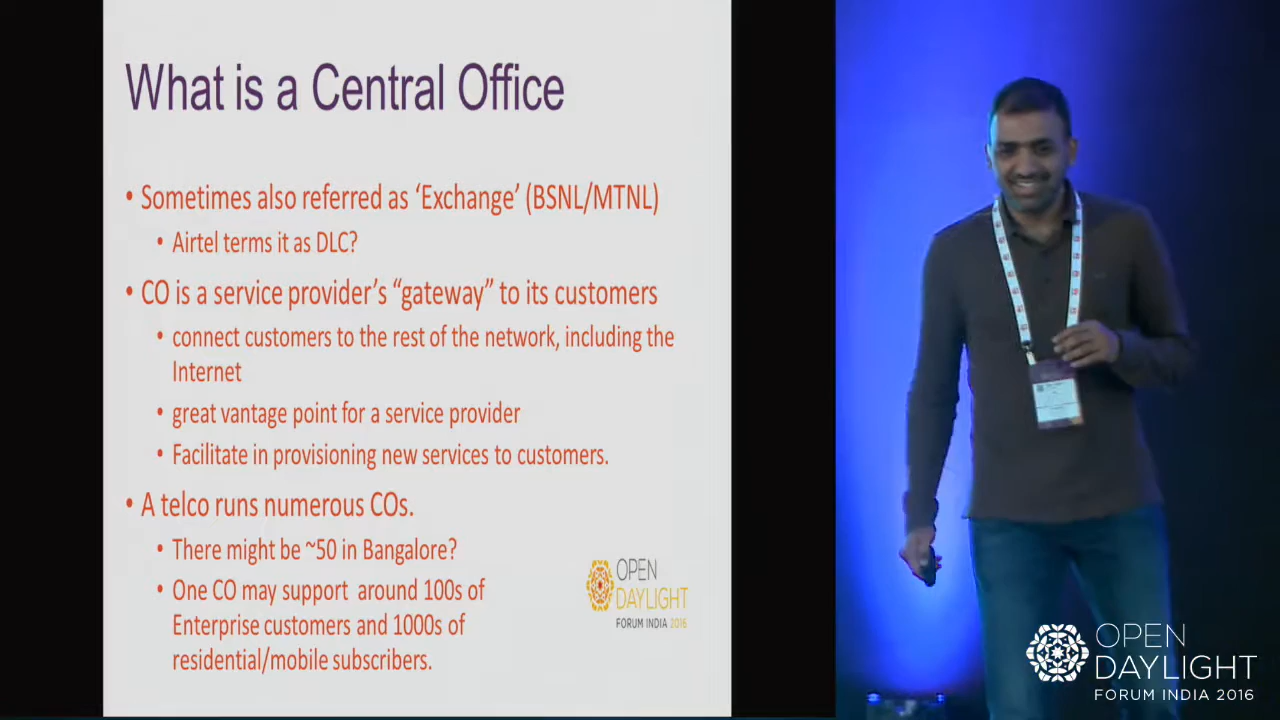 What is a Central Office
• Sometimes also referred as ‘Exchange’ (BSNL/MTNL)
• Airtel terms it as DLC?
• CO is a service provider’s “gateway” to its customers
• connect customers to the rest of the network, including the
Internet
• great vantage point for a service provider
• Facilitate in provisioning new services to customers.
• A telco runs numerous COs.
• There might be ~50 in Bangalore?
• One CO may support around 100s of
Enterprise customers and 1000s of
residential/mobile subscribers.
OPEN
DAYLIGHT
FORUM INDIA 2016
OPEN
DAYLIGHT
FORUM INDIA 2016